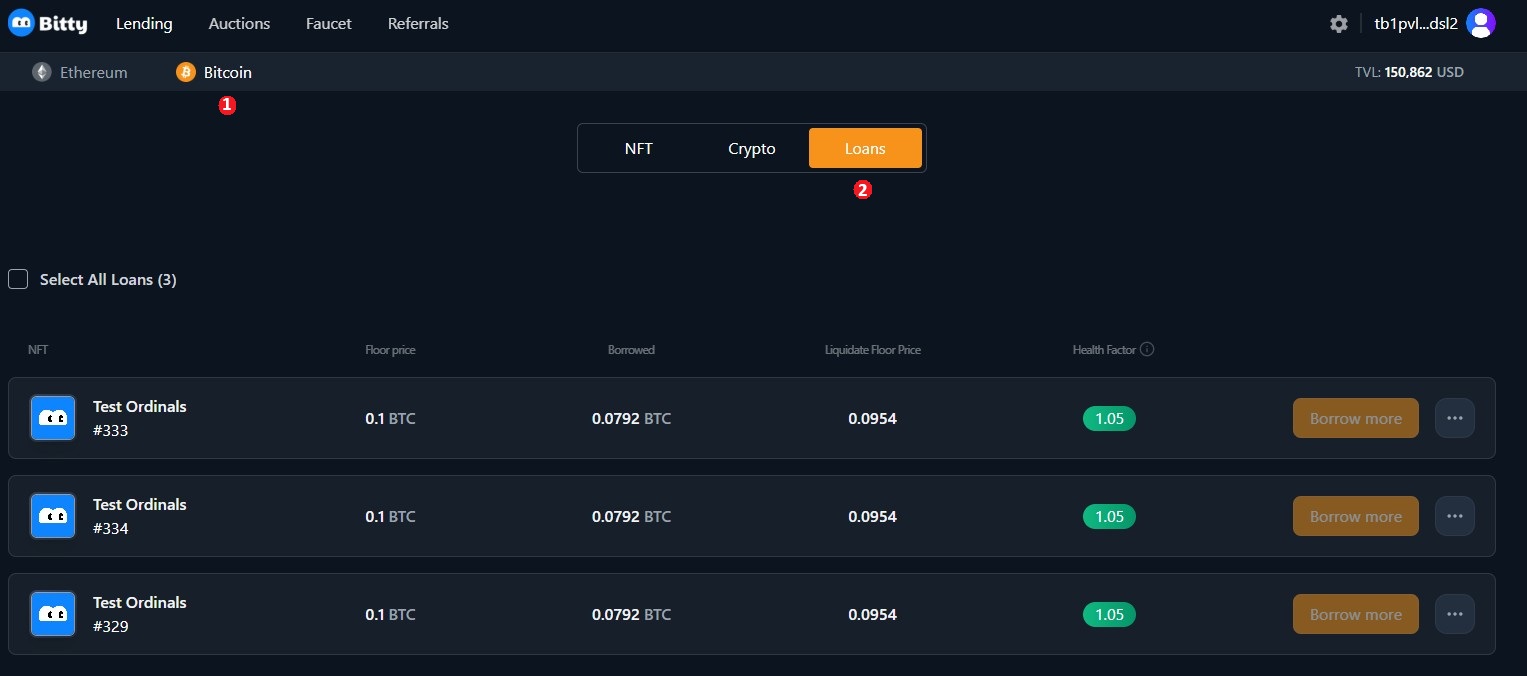 Bitty Lending Auctions Faucet Referrals tb1pvl...dsl2
Ethereum Bitcoin TVL: 150,862 USD
1
NFT Crypto Loans
2
Select All Loans (3)
NFT Floor price Borrowed Liquidate Floor Price Health Factor
Test Ordinals
#333
0.1 BTC 0.0792 BTC 0.0954 1.05 Borrow more ...
Test Ordinals
#334
0.1 BTC 0.0792 BTC 0.0954 1.05 Borrow more ...
Test Ordinals
#329
0.1 BTC 0.0792 BTC 0.0954 1.05 Borrow more ...